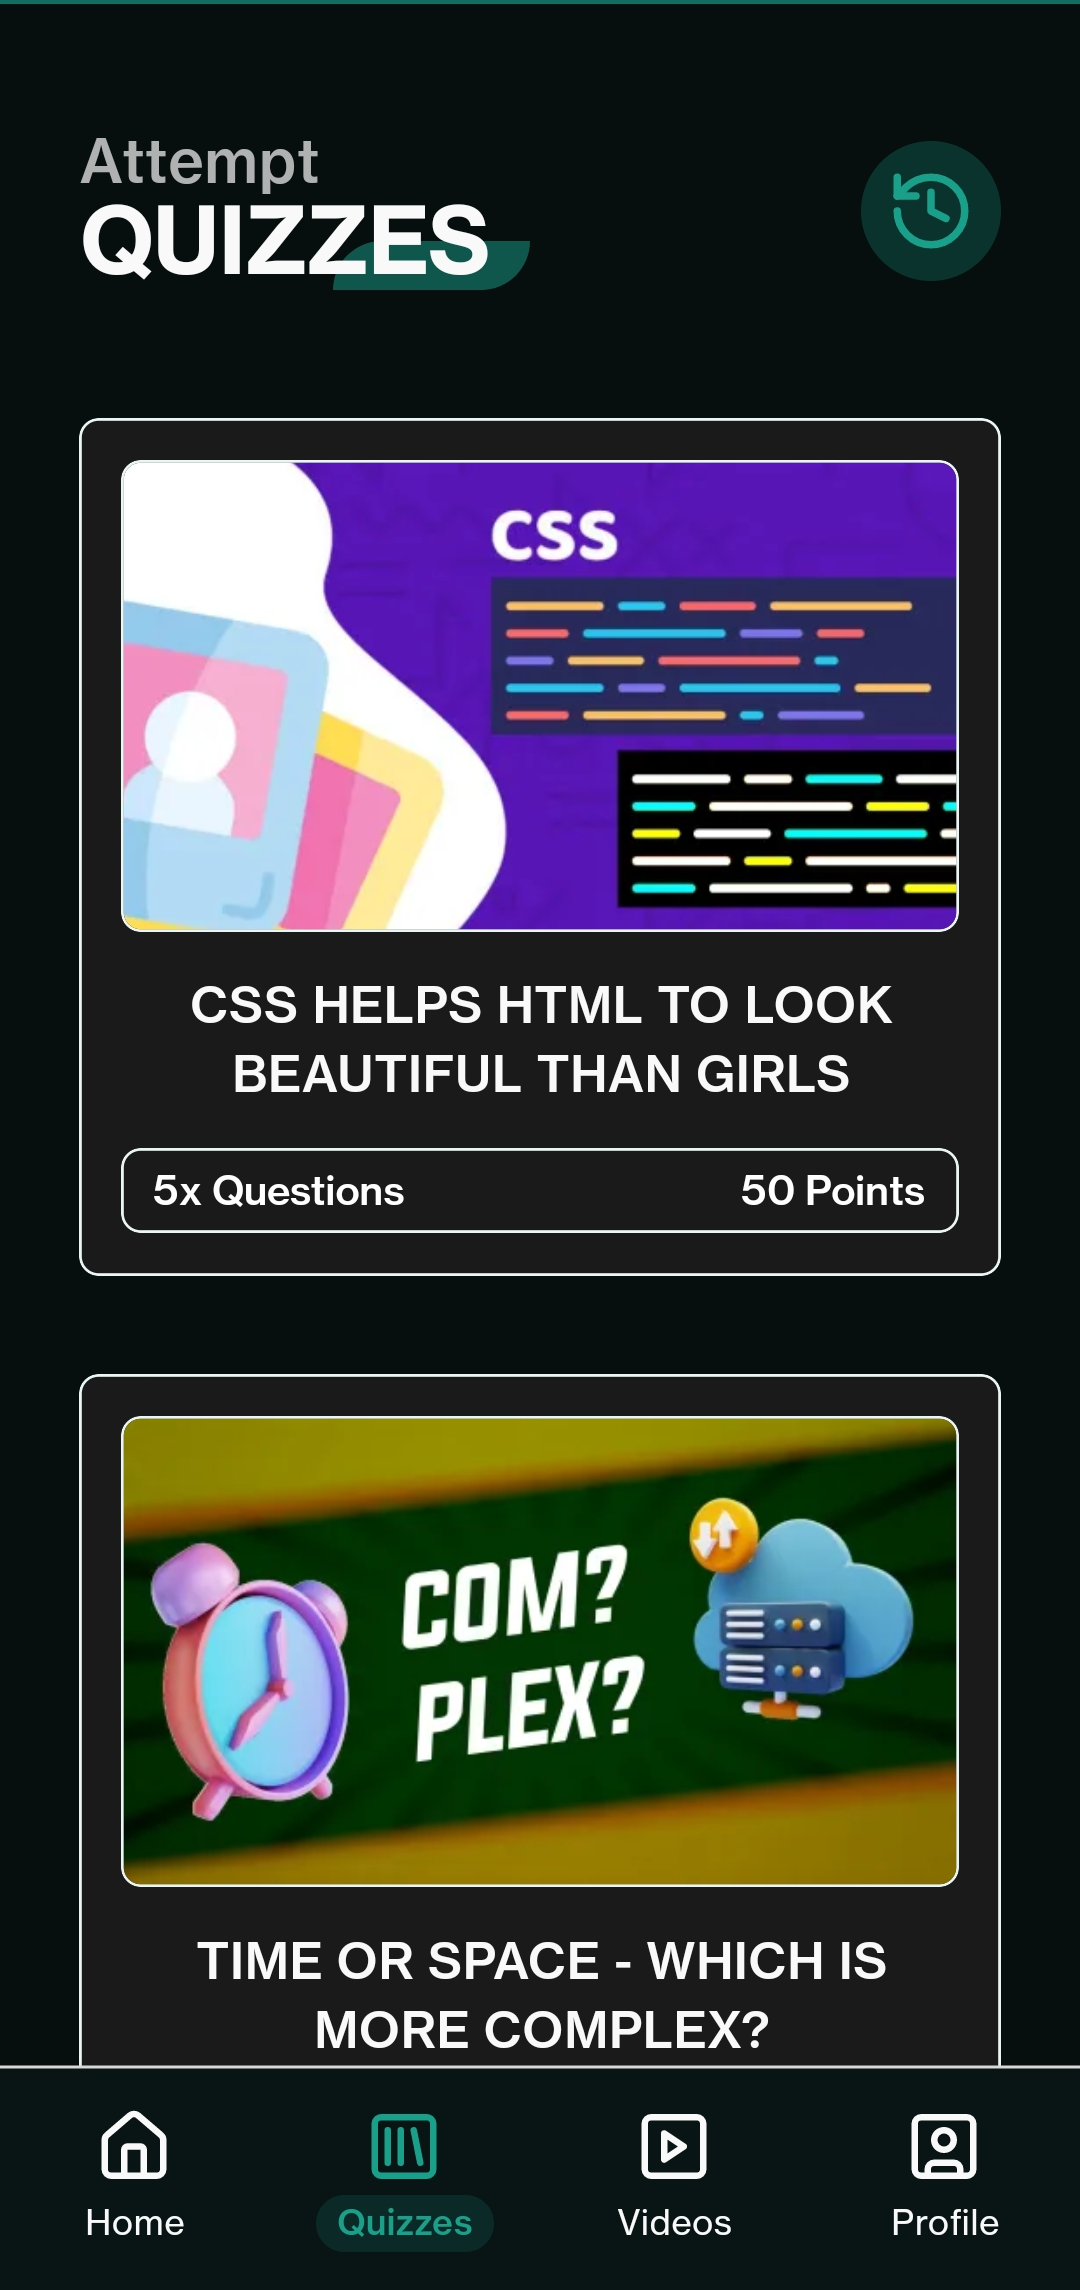 Attempt
QUIZZES
CSS
CSS HELPS HTML TO LOOK
BEAUTIFUL THAN GIRLS
5x Questions 50 Points
COM?
PLEX?
TIME OR SPACE - WHICH IS
MORE COMPLEX?
Home Quizzes Videos Profile